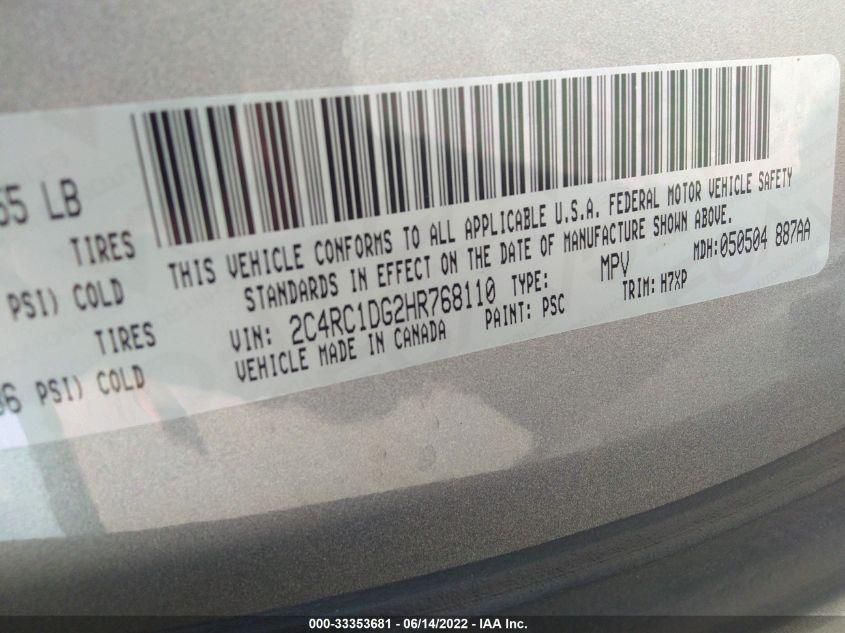 55 LB
TIRES
PSI) COLD
TIRES
36 PSI) COLD
THIS VEHICLE CONFORMS TO ALL APPLICABLE U.S.A. FEDERAL MOTOR VEHICLE SAFETY
STANDARDS IN EFFECT ON THE DATE OF MANUFACTURE SHOWN ABOVE.
VIN: 2C4RC1DG2HR768110 TYPE: MPV MDH:050504 887AA
VEHICLE MADE IN CANADA PAINT: PSC TRIM: H7XP
000-33353681 - 06/14/2022 - IAA Inc.